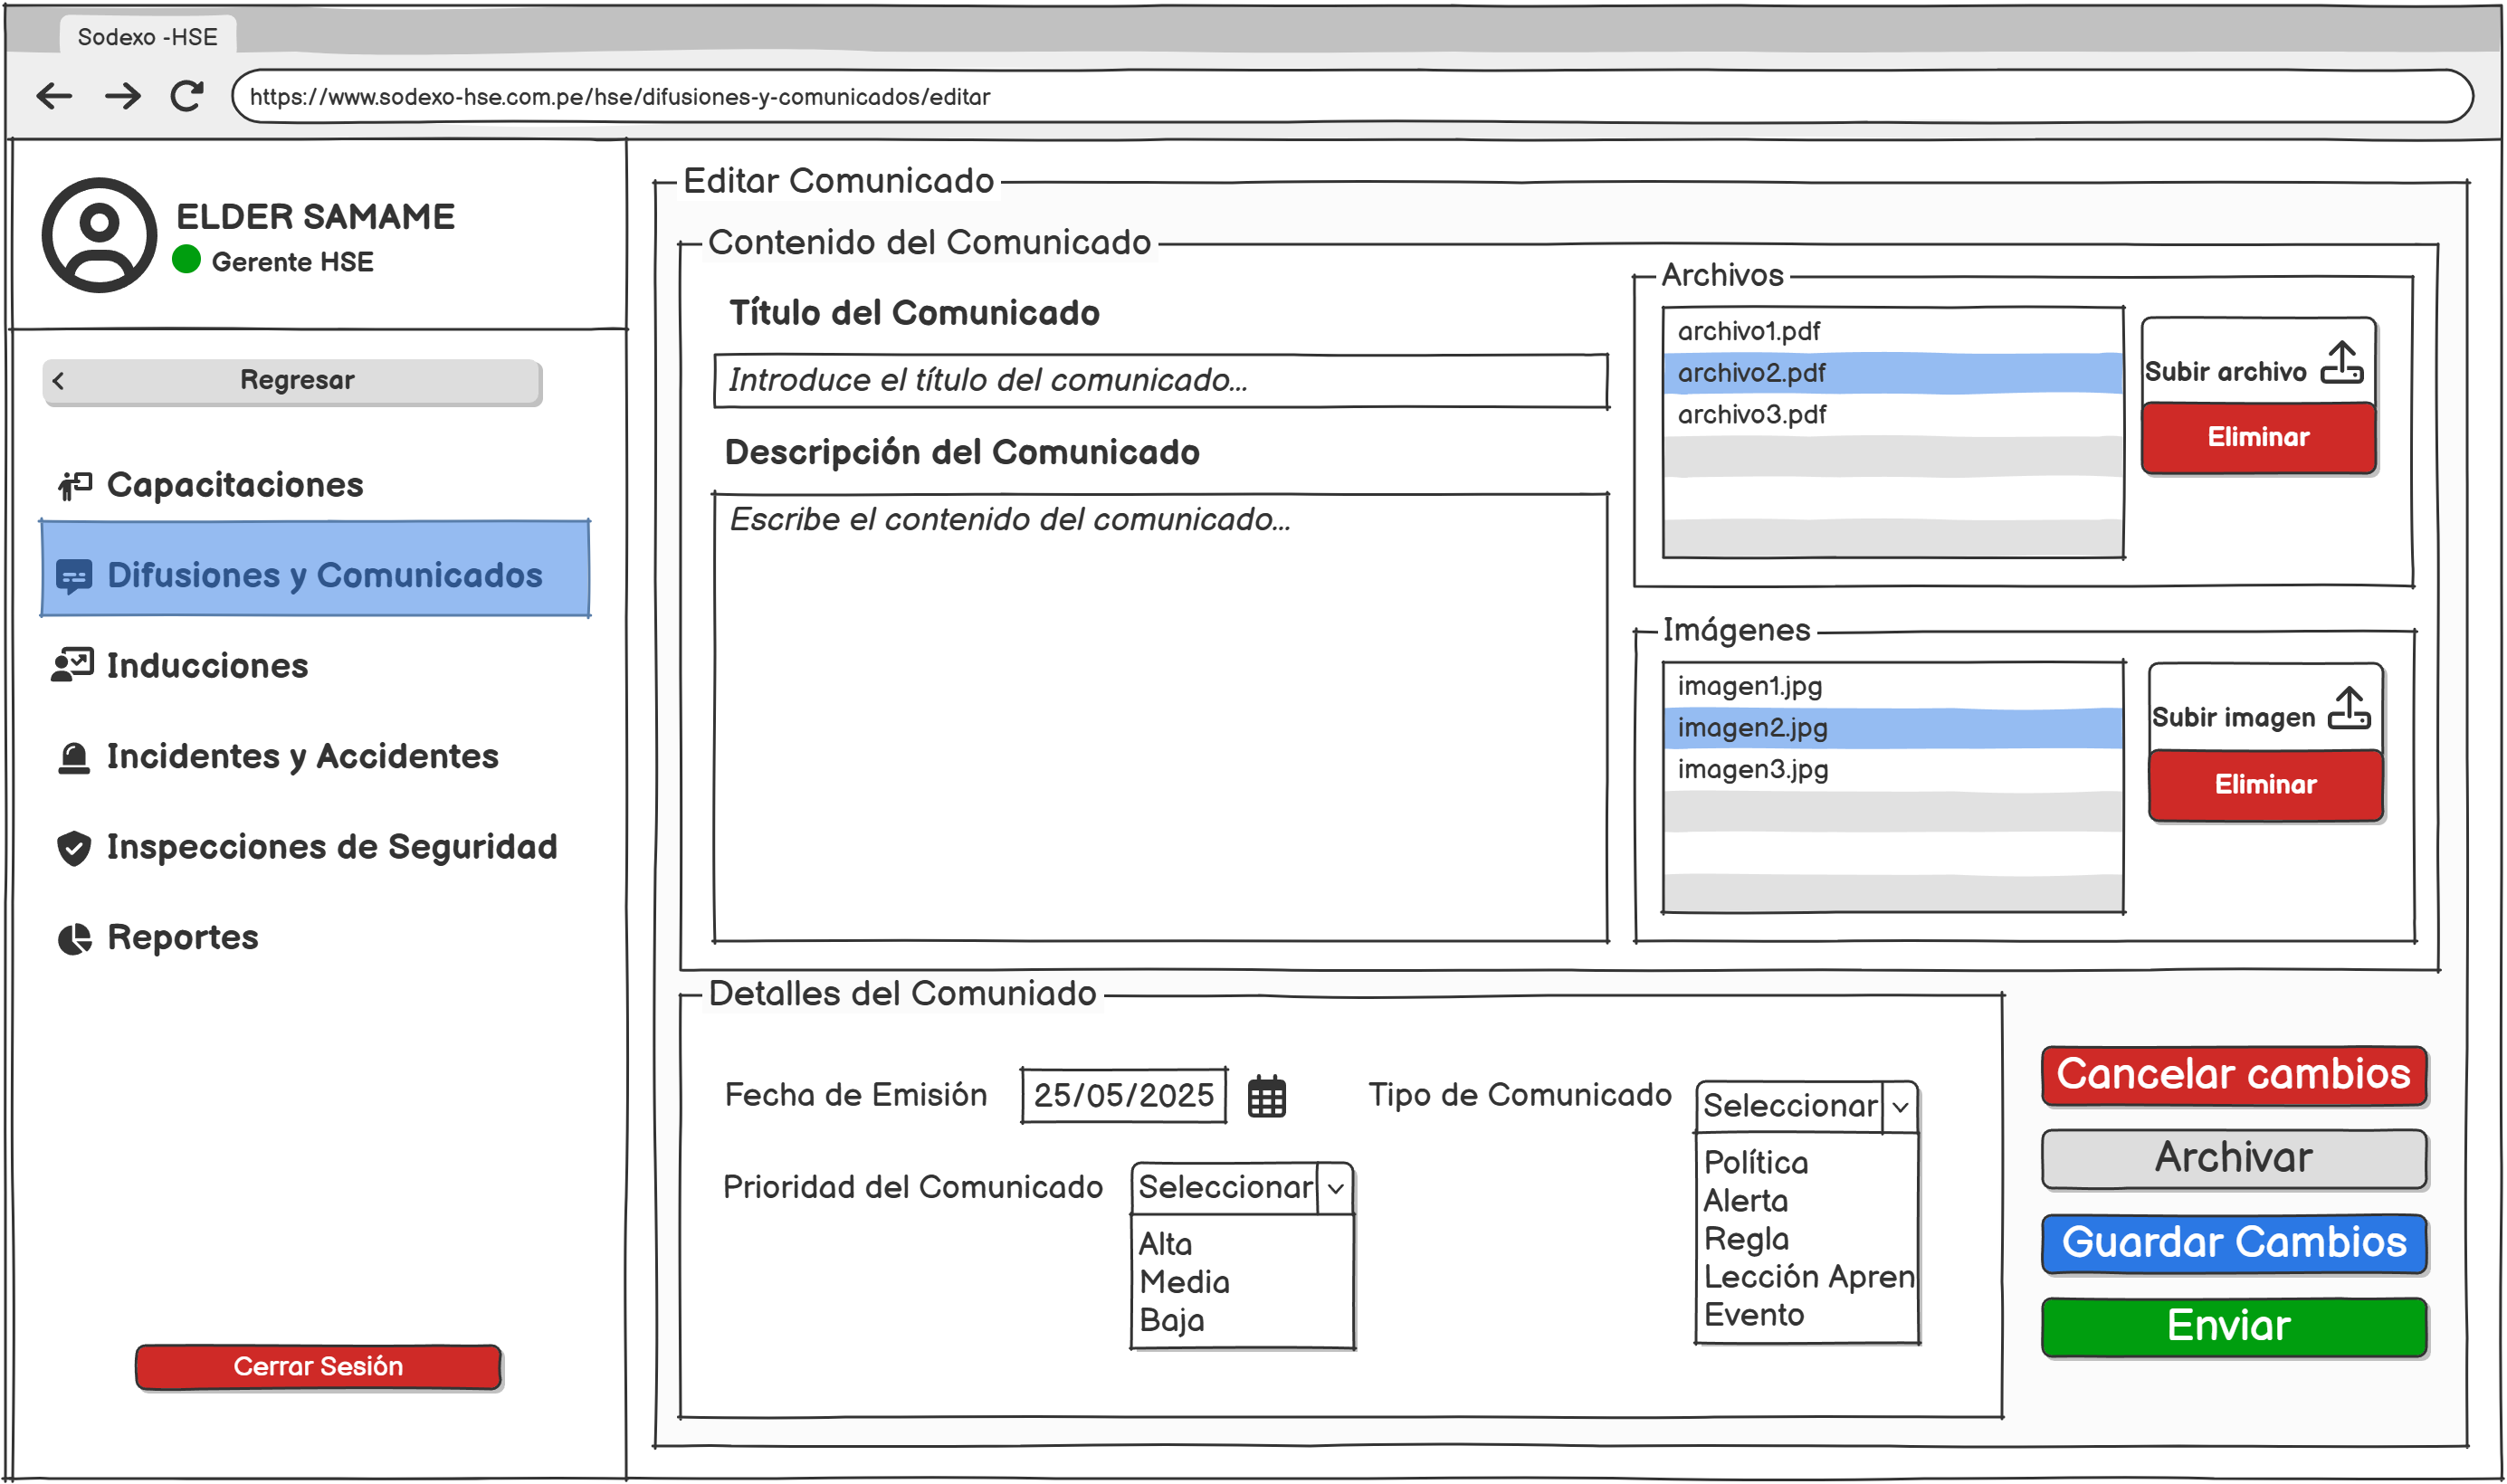 Sodexo -HSE
https://www.sodexo-hse.com.pe/hse/difusiones-y-comunicados/editar
ELDER SAMAME
Gerente HSE
Regresar
Capacitaciones
Difusiones y Comunicados
Inducciones
Incidentes y Accidentes
Inspecciones de Seguridad
Reportes
Cerrar Sesión
Editar Comunicado
Contenido del Comunicado
Título del Comunicado
Introduce el título del comunicado...
Descripción del Comunicado
Escribe el contenido del comunicado...
Archivos
archivo1.pdf
archivo2.pdf
archivo3.pdf
Subir archivo
Eliminar
Imágenes
imagen1.jpg
imagen2.jpg
imagen3.jpg
Subir imagen
Eliminar
Detalles del Comuniado
Fecha de Emisión 25/05/2025
Tipo de Comunicado Seleccionar
Política
Alerta
Regla
Lección Apren
Evento
Prioridad del Comunicado Seleccionar
Alta
Media
Baja
Cancelar cambios
Archivar
Guardar Cambios
Enviar